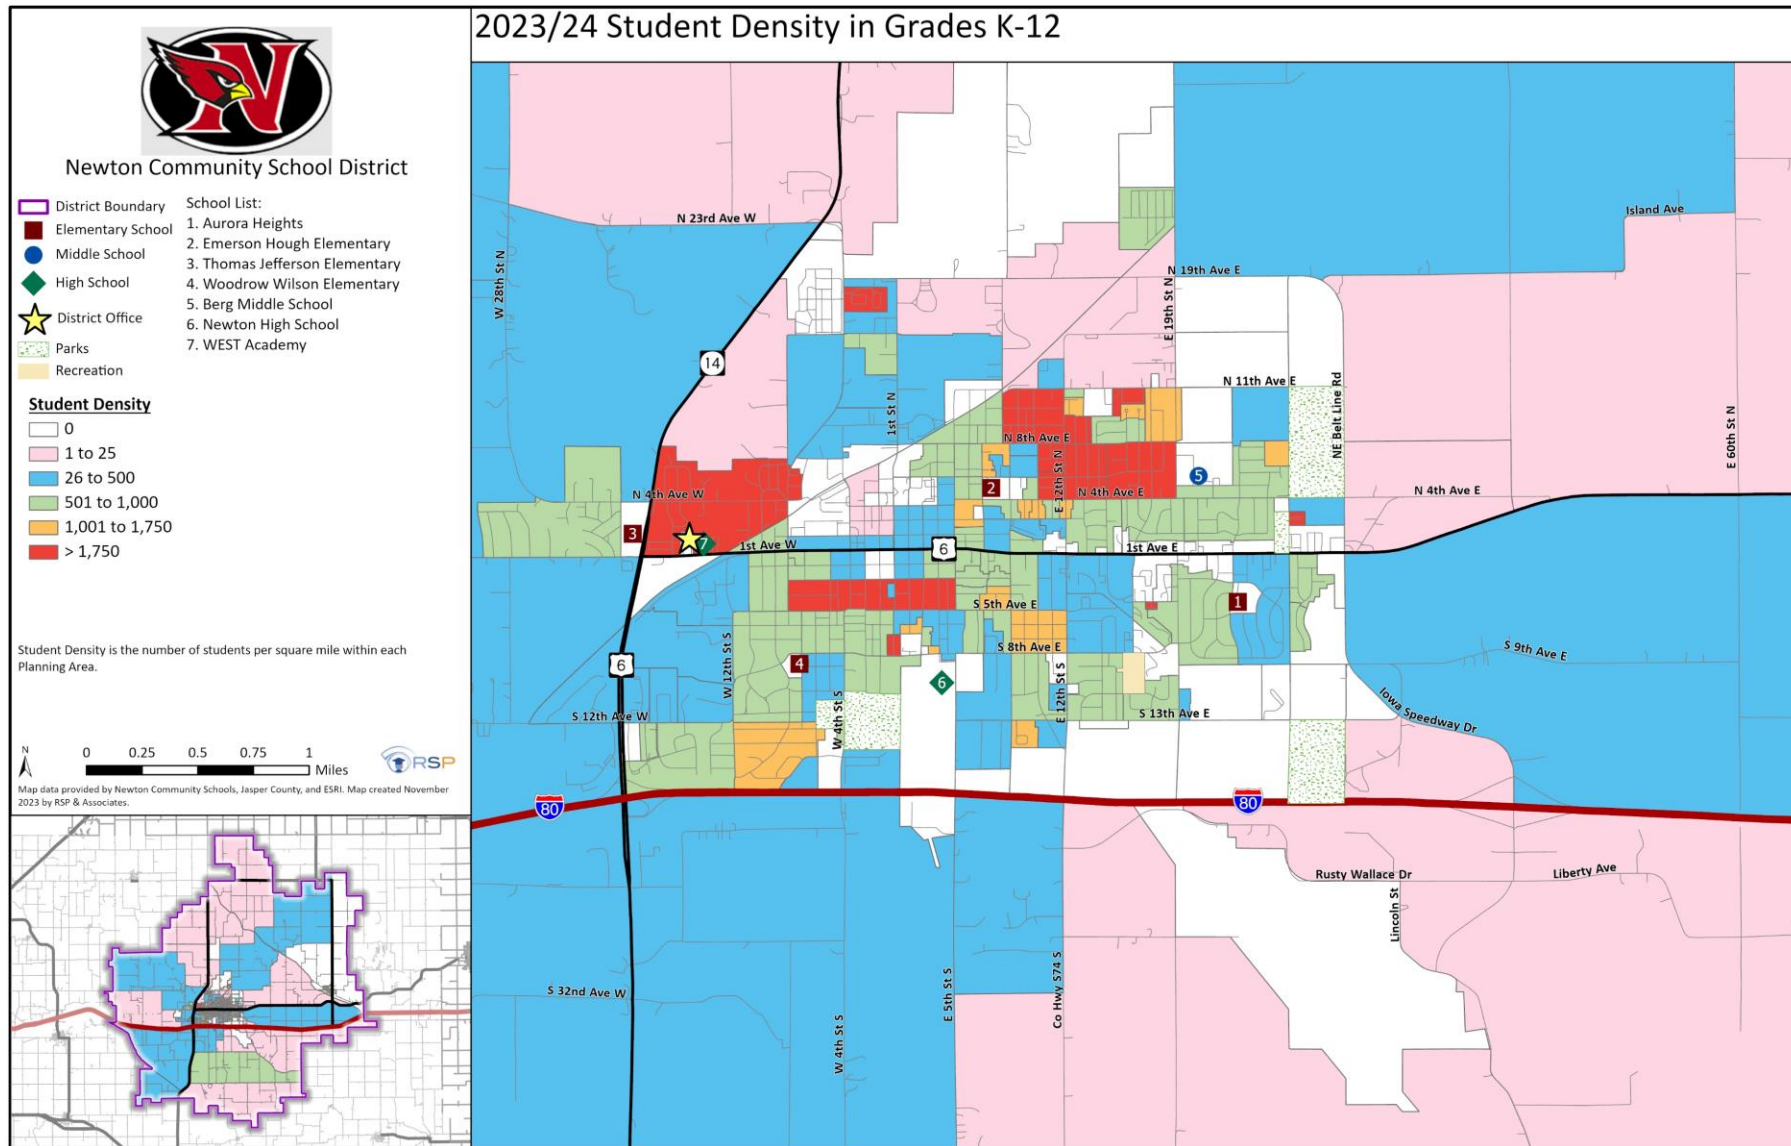 2023/24 Student Density in Grades K-12
N
Newton Community School District
District Boundary
Elementary School
Middle School
High School
District Office
Parks
Recreation
School List:
1. Aurora Heights
2. Emerson Hough Elementary
3. Thomas Jefferson Elementary
4. Woodrow Wilson Elementary
5. Berg Middle School
6. Newton High School
7. WEST Academy
Student Density
0
1 to 25
26 to 500
501 to 1,000
1,001 to 1,750
> 1,750
Student Density is the number of students per square mile within each
Planning Area.
N
0 0.25 0.5 0.75 1
Miles
RSP
Map data provided by Newton Community Schools, Jasper County, and ESRI. Map created November
2023 by RSP & Associates.
N 23rd Ave W
Island Ave
W 28th St N
N 19th Ave E
E 19th St N
14
N 11th Ave E
NE Belt Line Rd
1st St N
E 60th St N
N 8th Ave E
E 12th St N
5
2
N 4th Ave W
N 4th Ave E
N 4th Ave E
3
7
1st Ave W
6
1st Ave E
1
S 5th Ave E
S 8th Ave E
S 9th Ave E
6
W 12th St S
4
6
E 12th St S
W 4th St S
S 12th Ave W
S 13th Ave E
Iowa Speedway Dr
80
80
Rusty Wallace Dr
Liberty Ave
Lincoln St
S 32nd Ave W
E 5th St S
Co Hwy S74 S
W 4th St S